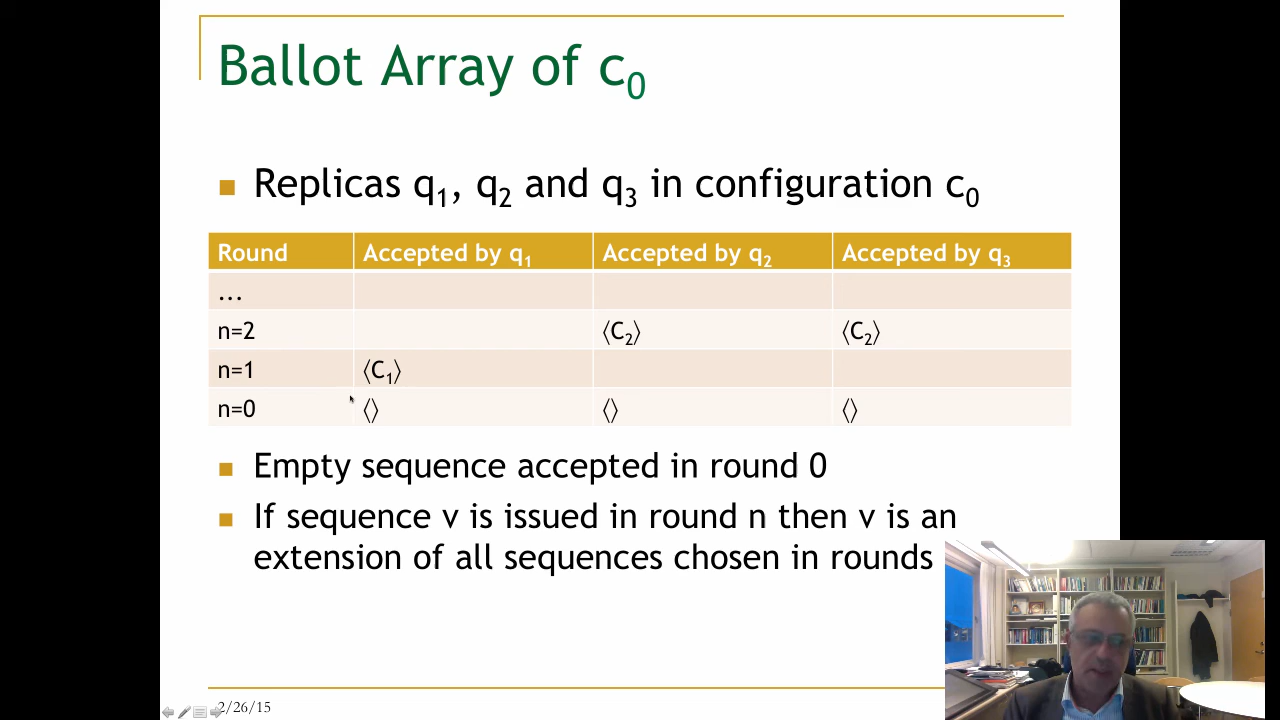 Ballot Array of c0
Replicas q1, q2 and q3 in configuration c0
Round Accepted by q1 Accepted by q2 Accepted by q3
...
n=2 ⟨C2⟩ ⟨C2⟩
n=1 ⟨C1⟩
n=0 ⟨⟩ ⟨⟩ ⟨⟩
Empty sequence accepted in round 0
If sequence v is issued in round n then v is an
extension of all sequences chosen in rounds
2/26/15